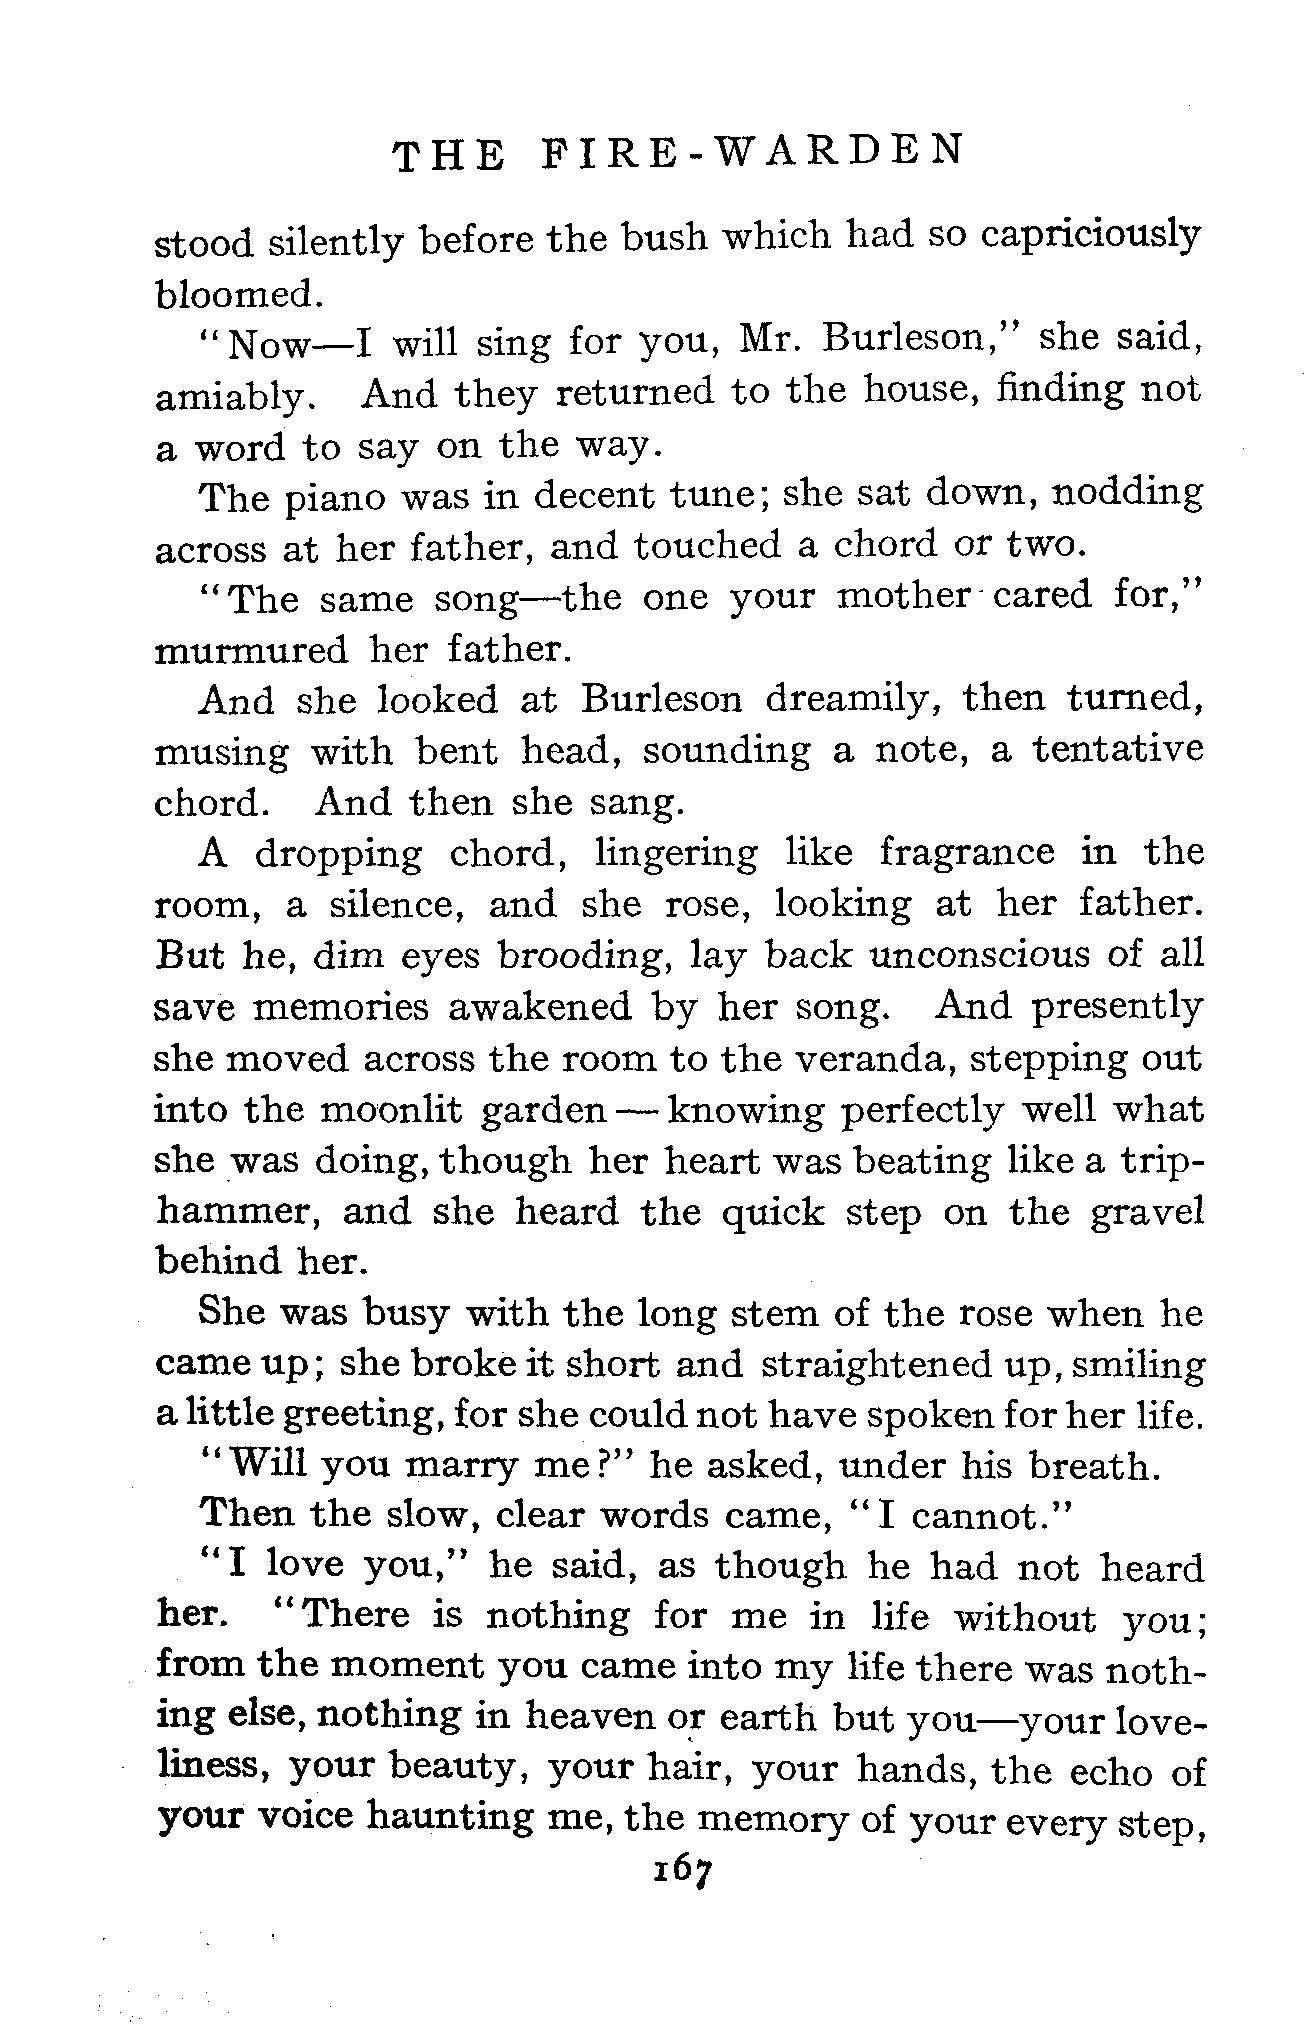 THE FIRE-WARDEN
stood silently before the bush which had so capriciously
bloomed.
"Now—I will sing for you, Mr. Burleson," she said,
amiably. And they returned to the house, finding not
a word to say on the way.
The piano was in decent tune; she sat down, nodding
across at her father, and touched a chord or two.
"The same song—the one your mother cared for,"
murmured her father.
And she looked at Burleson dreamily, then turned,
musing with bent head, sounding a note, a tentative
chord. And then she sang.
A dropping chord, lingering like fragrance in the
room, a silence, and she rose, looking at her father.
But he, dim eyes brooding, lay back unconscious of all
save memories awakened by her song. And presently
she moved across the room to the veranda, stepping out
into the moonlit garden — knowing perfectly well what
she was doing, though her heart was beating like a trip-
hammer, and she heard the quick step on the gravel
behind her.
She was busy with the long stem of the rose when he
came up; she broke it short and straightened up, smiling
a little greeting, for she could not have spoken for her life.
"Will you marry me?" he asked, under his breath.
Then the slow, clear words came, "I cannot."
"I love you," he said, as though he had not heard
her. "There is nothing for me in life without you;
from the moment you came into my life there was noth-
ing else, nothing in heaven or earth but you—your love-
liness, your beauty, your hair, your hands, the echo of
your voice haunting me, the memory of your every step,
167